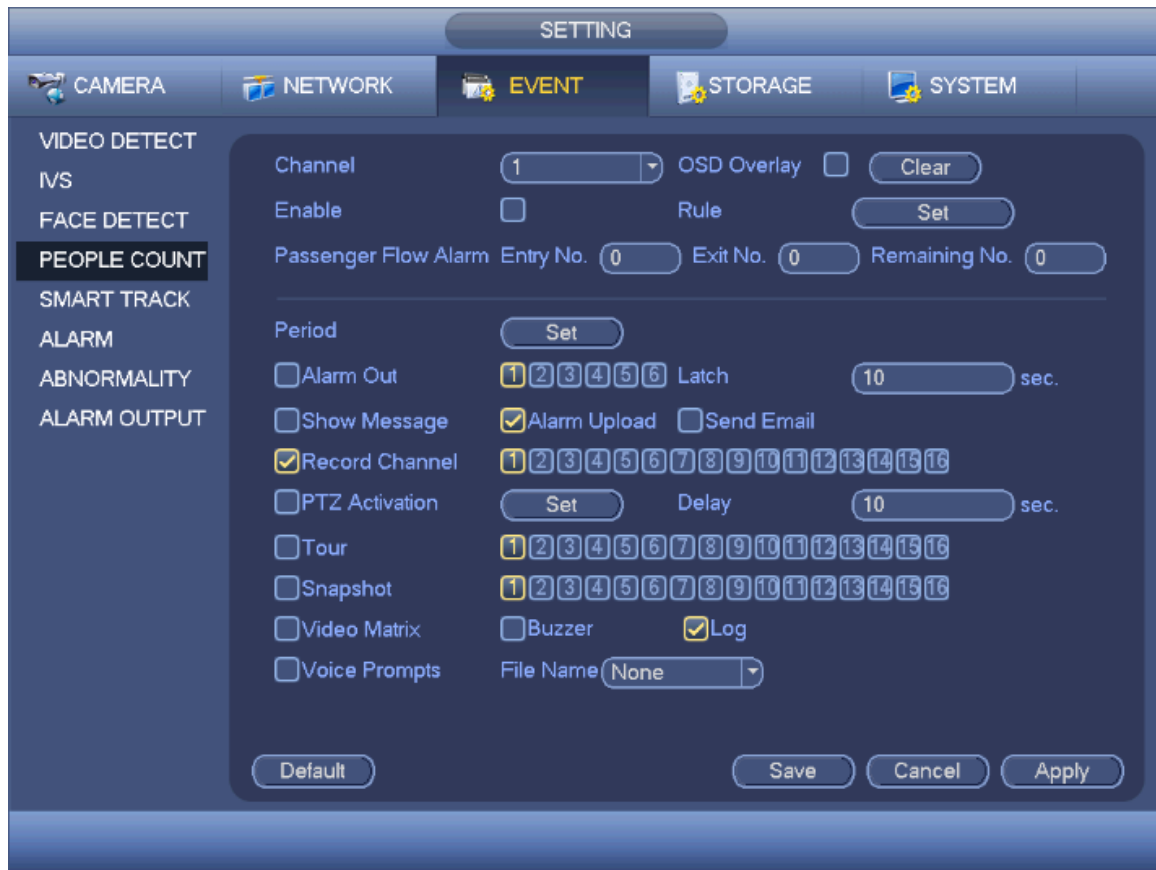 SETTING
CAMERA NETWORK EVENT STORAGE SYSTEM
VIDEO DETECT
IVS
FACE DETECT
PEOPLE COUNT
SMART TRACK
ALARM
ABNORMALITY
ALARM OUTPUT
Channel 1 OSD Overlay Clear
Enable Rule Set
Passenger Flow Alarm Entry No. 0 Exit No. 0 Remaining No. 0
Period Set
Alarm Out 1 2 3 4 5 6 Latch 10 sec.
Show Message Alarm Upload Send Email
Record Channel 1 2 3 4 5 6 7 8 9 10 11 12 13 14 15 16
PTZ Activation Set Delay 10 sec.
Tour 1 2 3 4 5 6 7 8 9 10 11 12 13 14 15 16
Snapshot 1 2 3 4 5 6 7 8 9 10 11 12 13 14 15 16
Video Matrix Buzzer Log
Voice Prompts File Name None
Default Save Cancel Apply